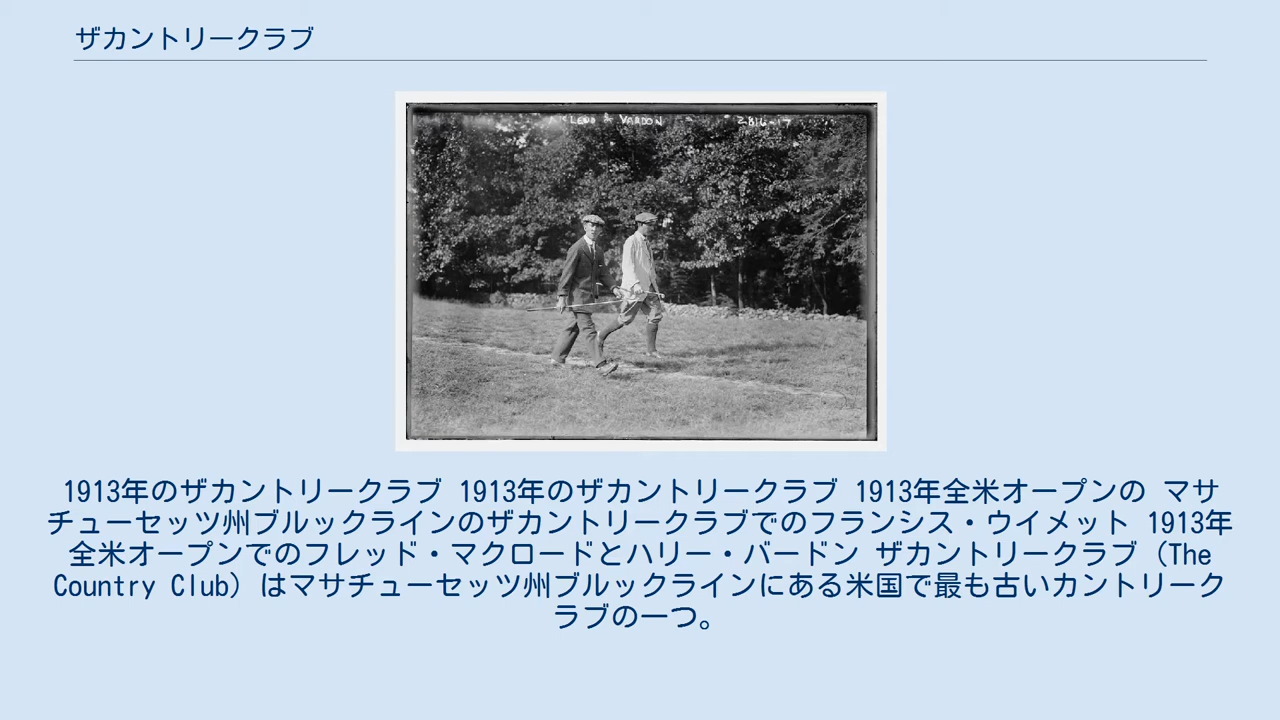 ザカントリークラブ
LEOD & VARDON 2816-17
1913年のザカントリークラブ 1913年のザカントリークラブ 1913年全米オープンの マサ
チューセッツ州ブルックラインのザカントリークラブでのフランシス・ウイメット 1913年
全米オープンでのフレッド・マクロードとハリー・バードン ザカントリークラブ（The
Country Club）はマサチューセッツ州ブルックラインにある米国で最も古いカントリーク
ラブの一つ。